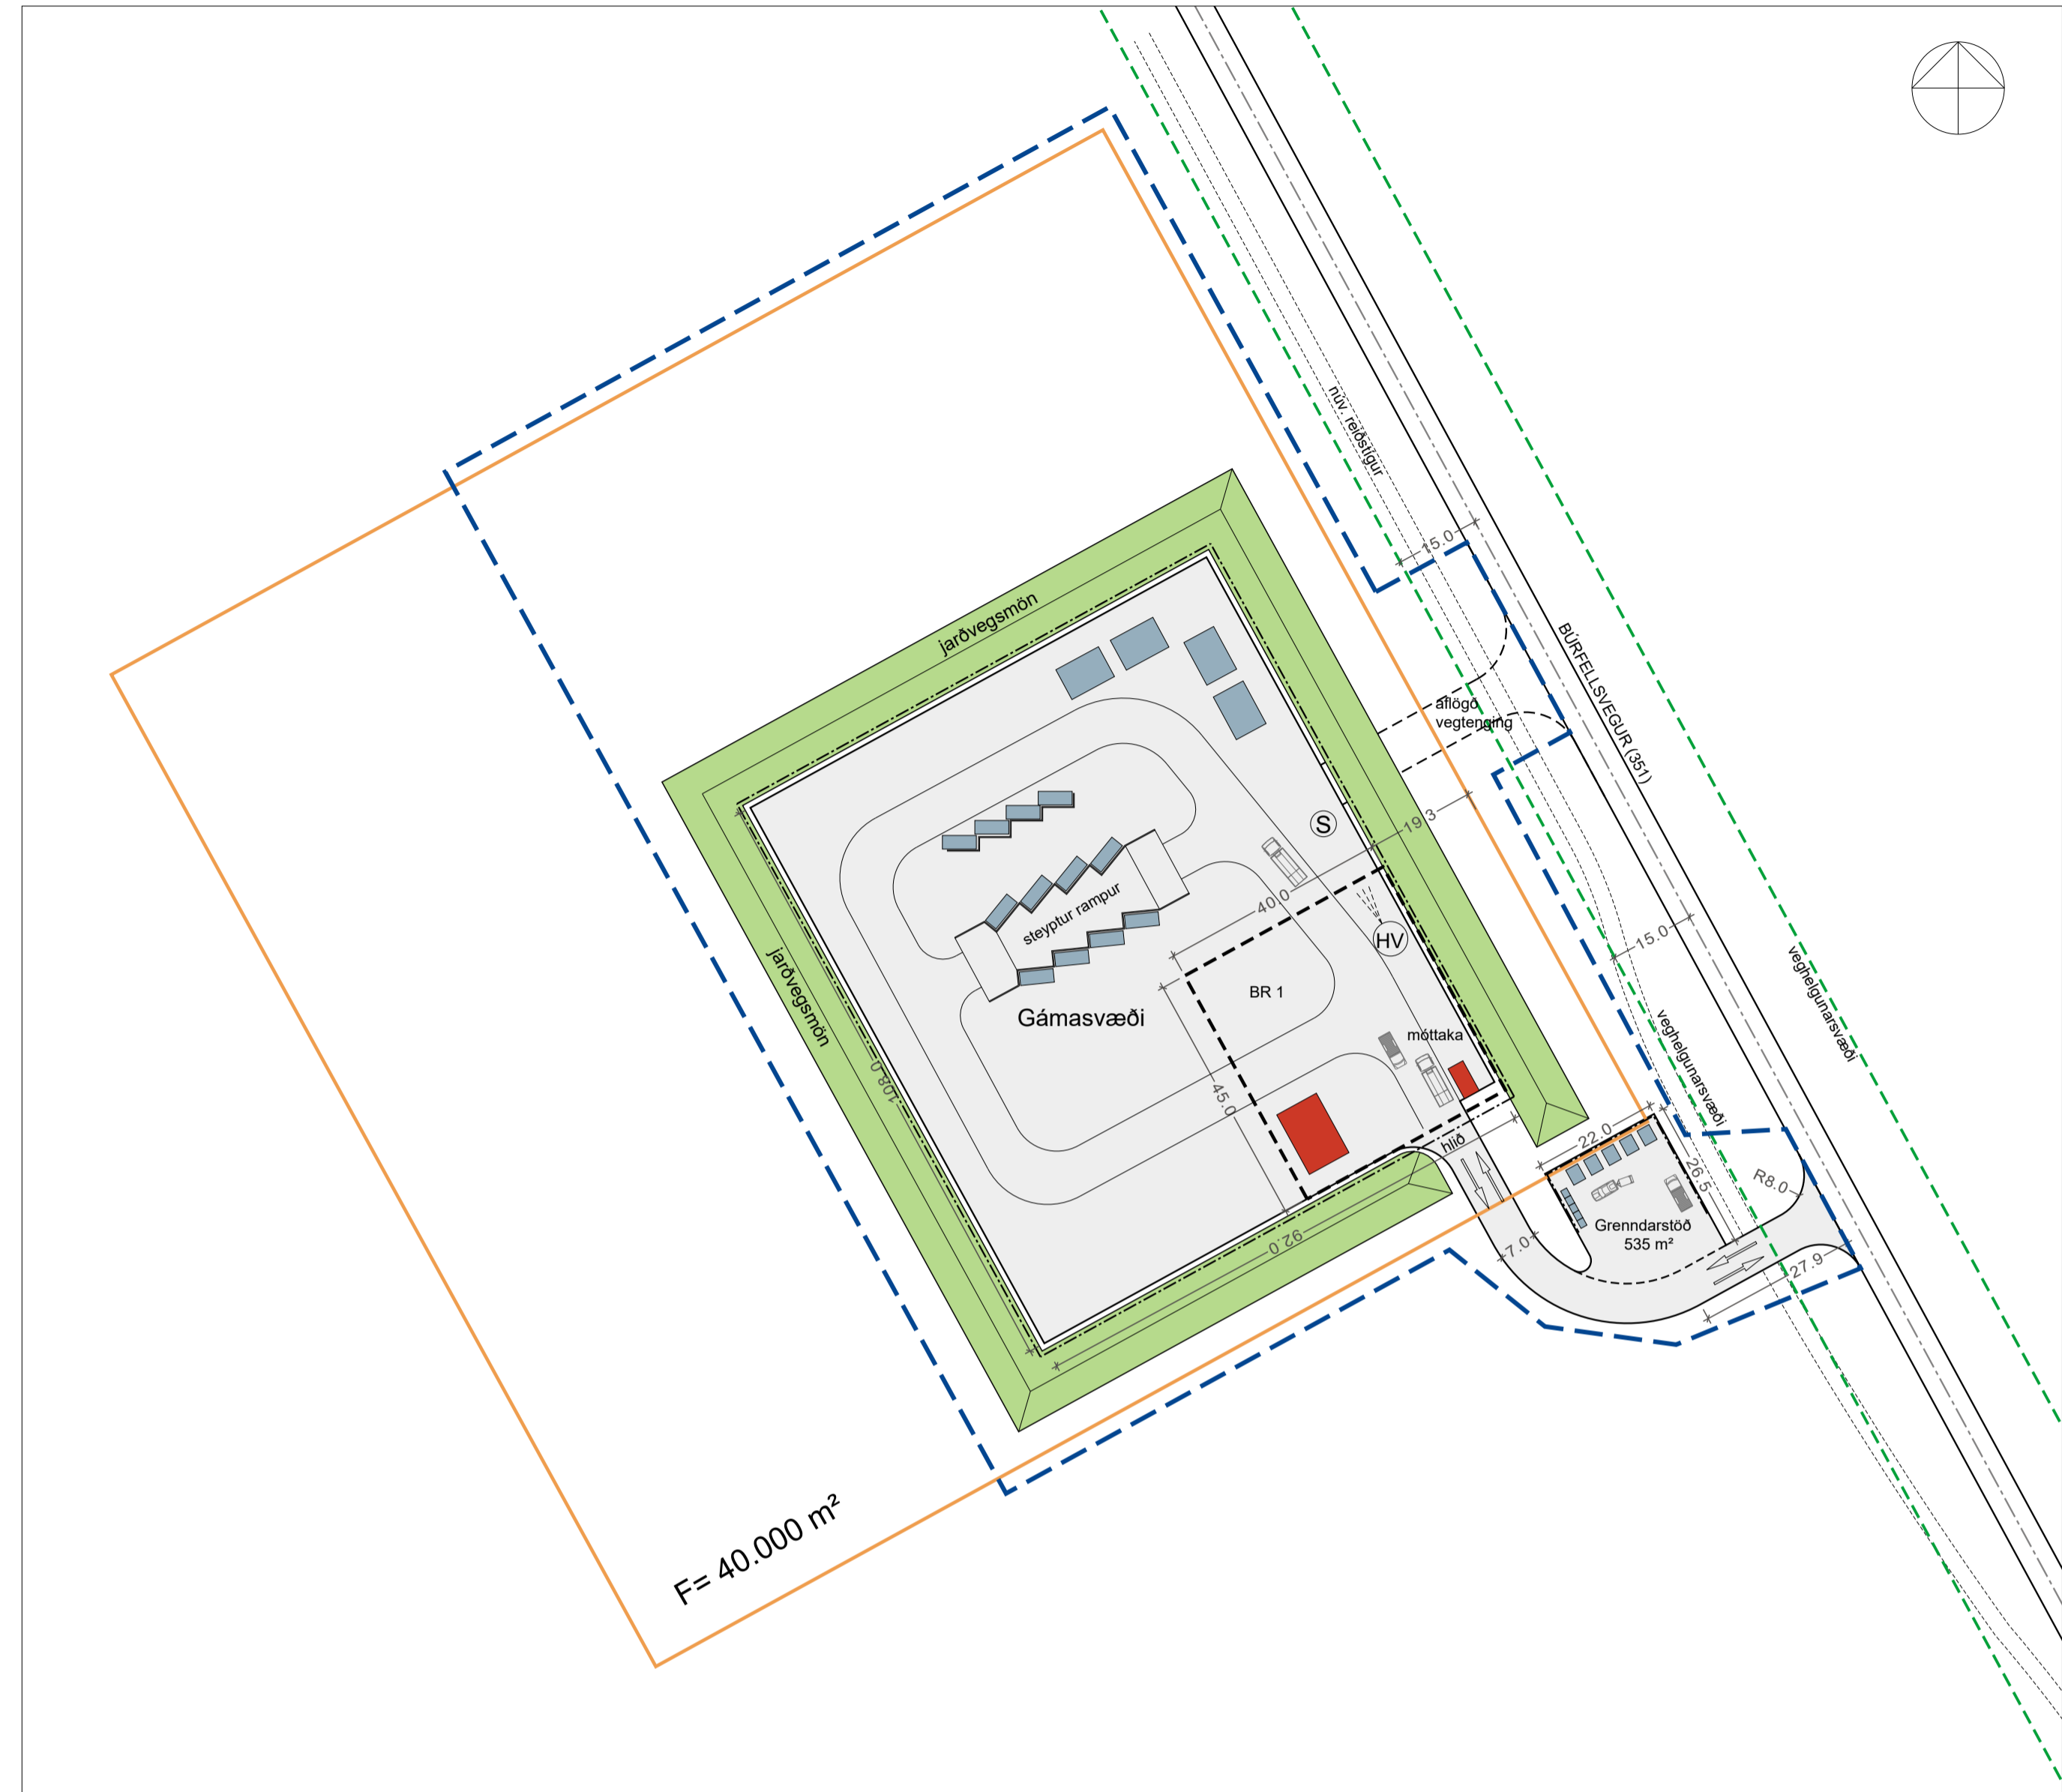 núv. reiðstígur
15.0
BÚRFELLSVEGUR (351)
jarðvegsmön
aflögð
vegtenging
S
19.3
40.0
HV
15.0
veghelgunarsvæði
steyptur rampur
jarðvegsmön
BR 1
Gámasvæði
móttaka
veghelgunarsvæði
108.0
45.0
hlið
22.0
26.5
R8.0
Grenndarstöð
535 m²
92.0
7.0
27.9
F= 40.000 m²